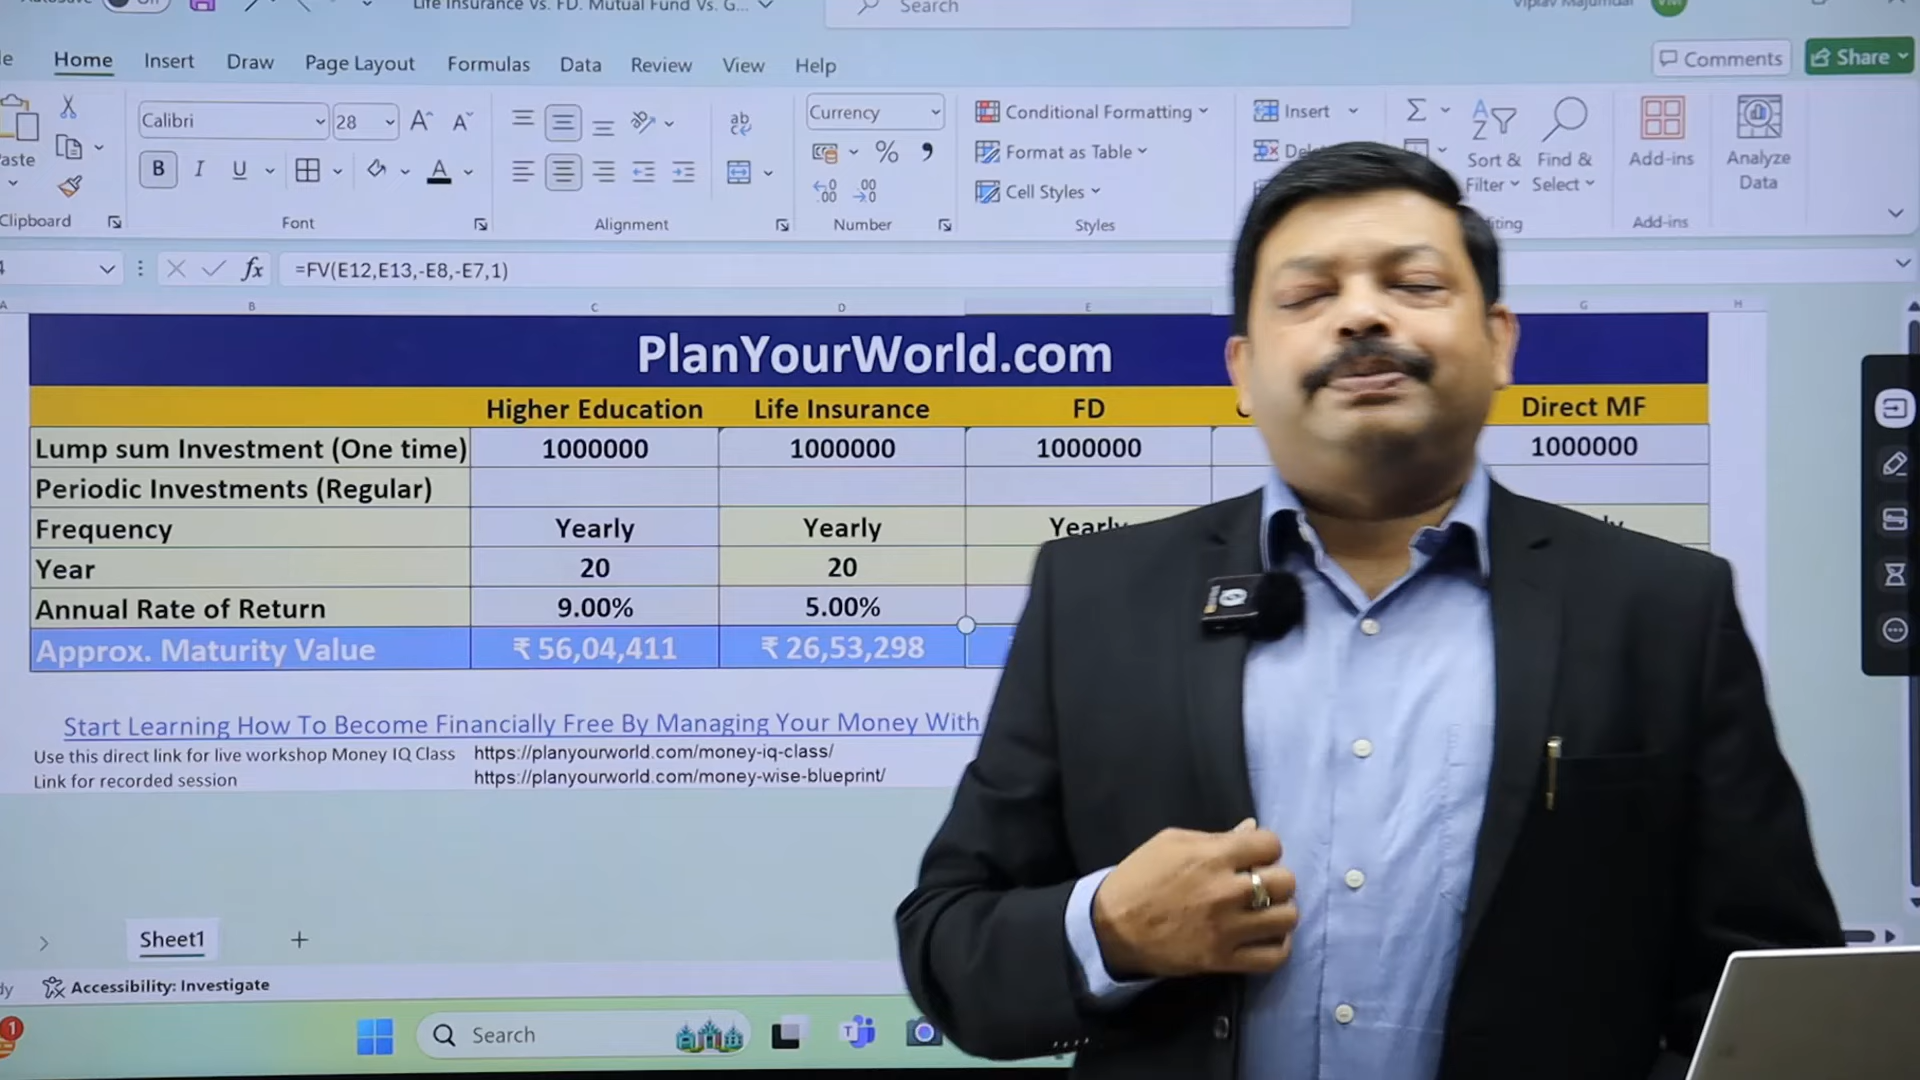 Life Insurance Vs. FD. Mutual Fund Vs. G...
Search
Home Insert Draw Page Layout Formulas Data Review View Help
Comments
Share
Calibri
28
Currency
Conditional Formatting
Format as Table
Cell Styles
Insert
Sort & Filter
Find & Select
Add-ins
Analyze Data
Clipboard
Font
Alignment
Number
Styles
Add-ins
=FV(E12,E13,-E8,-E7,1)
A B C D E G H
PlanYourWorld.com
Higher Education Life Insurance FD Direct MF
Lump sum Investment (One time) 1000000 1000000 1000000 1000000
Periodic Investments (Regular)
Frequency Yearly Yearly Yearly
Year 20 20
Annual Rate of Return 9.00% 5.00%
Approx. Maturity Value ₹ 56,04,411 ₹ 26,53,298
Start Learning How To Become Financially Free By Managing Your Money With
Use this direct link for live workshop Money IQ Class https://planyourworld.com/money-iq-class/
Link for recorded session https://planyourworld.com/money-wise-blueprint/
Sheet1
Accessibility: Investigate
1
Search